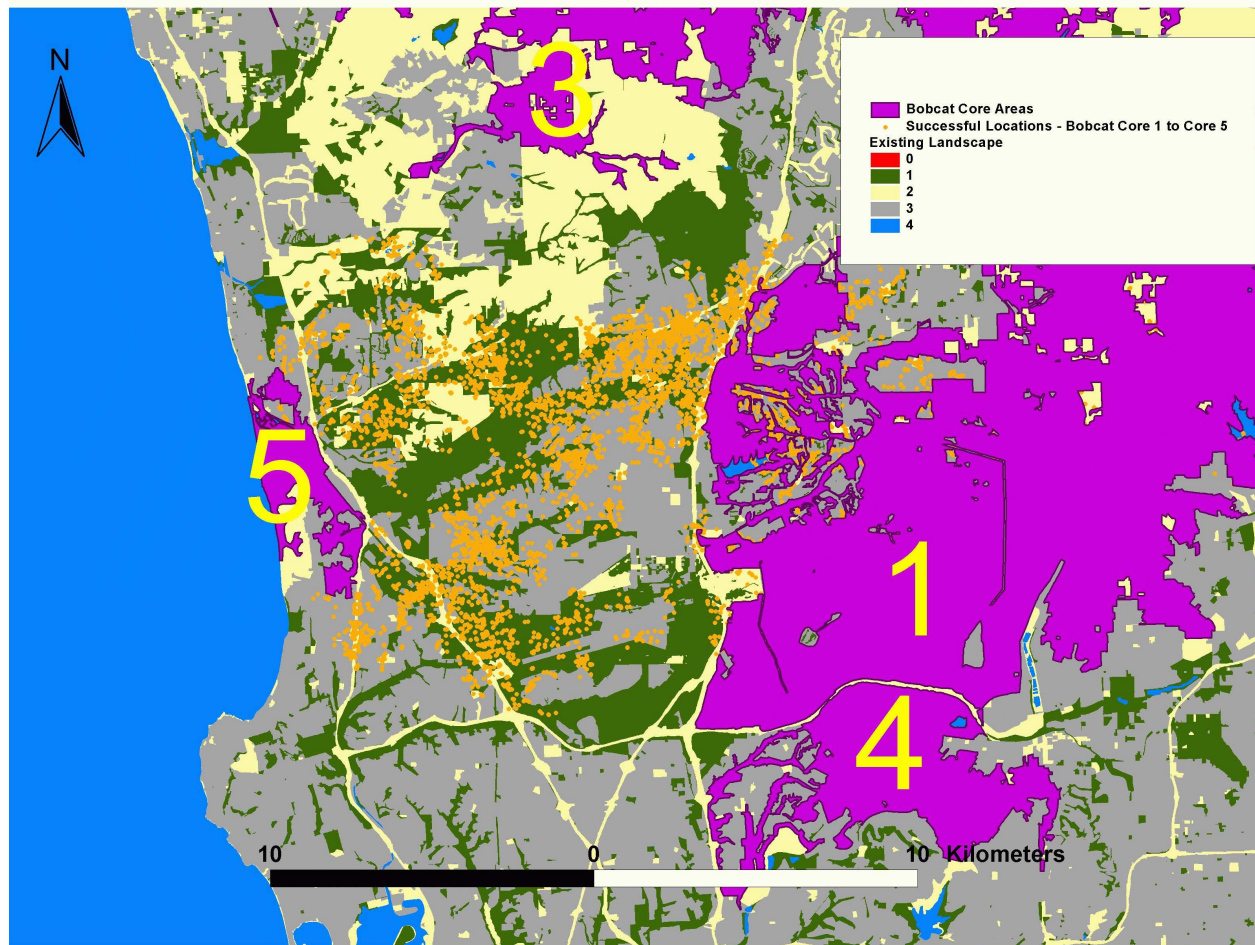 N
3
Bobcat Core Areas
Successful Locations - Bobcat Core 1 to Core 5
Existing Landscape
0
1
2
3
4
5
1
4
10 0 10 Kilometers